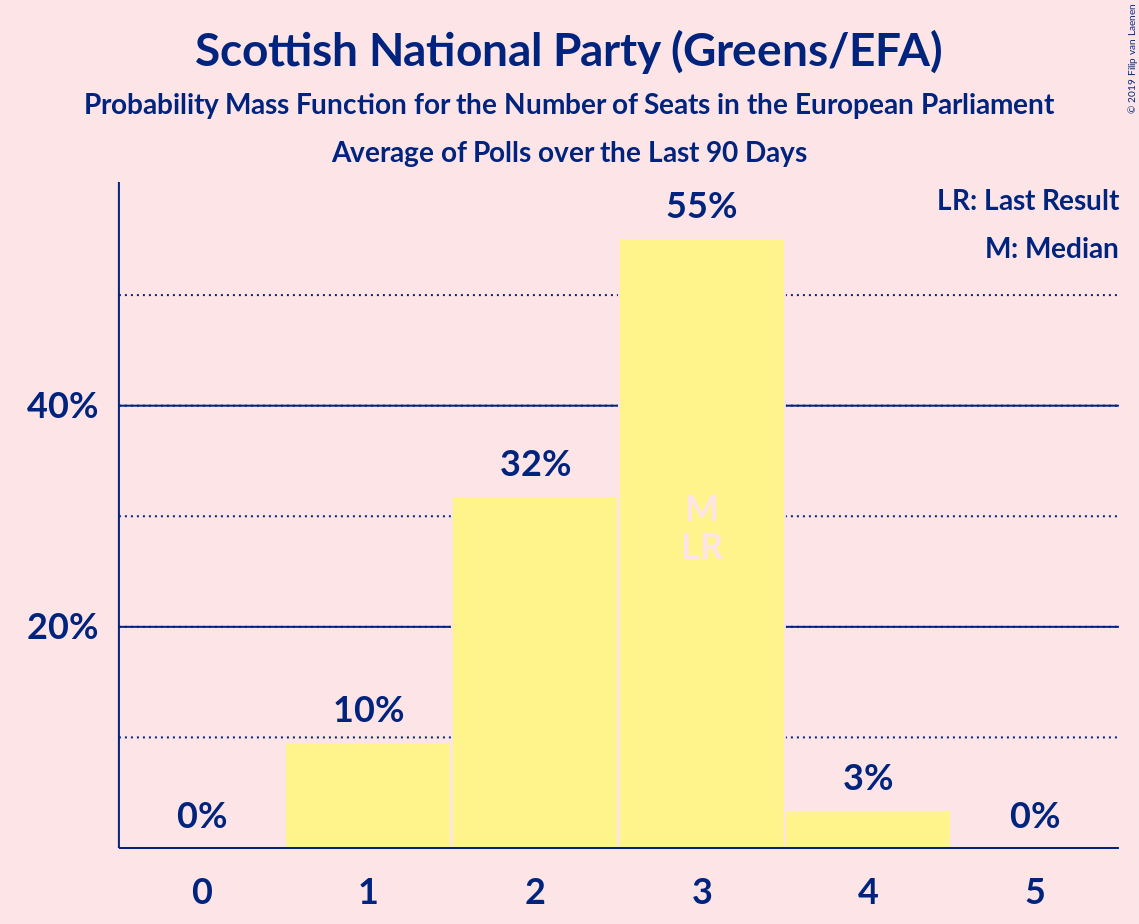 Scottish National Party (Greens/EFA)
Probability Mass Function for the Number of Seats in the European Parliament
Average of Polls over the Last 90 Days
© 2019 Filip van Laenen
LR: Last Result
M: Median
55%
40%
32%
M
LR
20%
10%
3%
0%
0%
0 1 2 3 4 5